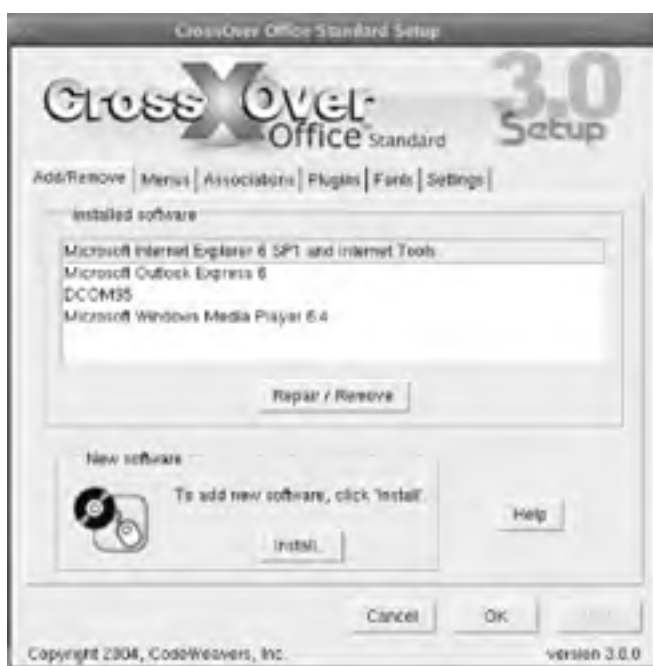 CrossOver Office Standard Setup
Cross Over
Office Standard
3.0
Setup
Add/Remove Menus Associations Plugins Fonts Settings
Installed software
Microsoft Internet Explorer 6 SP1 and Internet Tools
Microsoft Outlook Express 6
DCOM95
Microsoft Windows Media Player 6.4
Repair / Remove
New software
To add new software, click 'Install'.
Install...
Help
Cancel OK
Copyright 2004, CodeWeavers, Inc. version 3.0.0